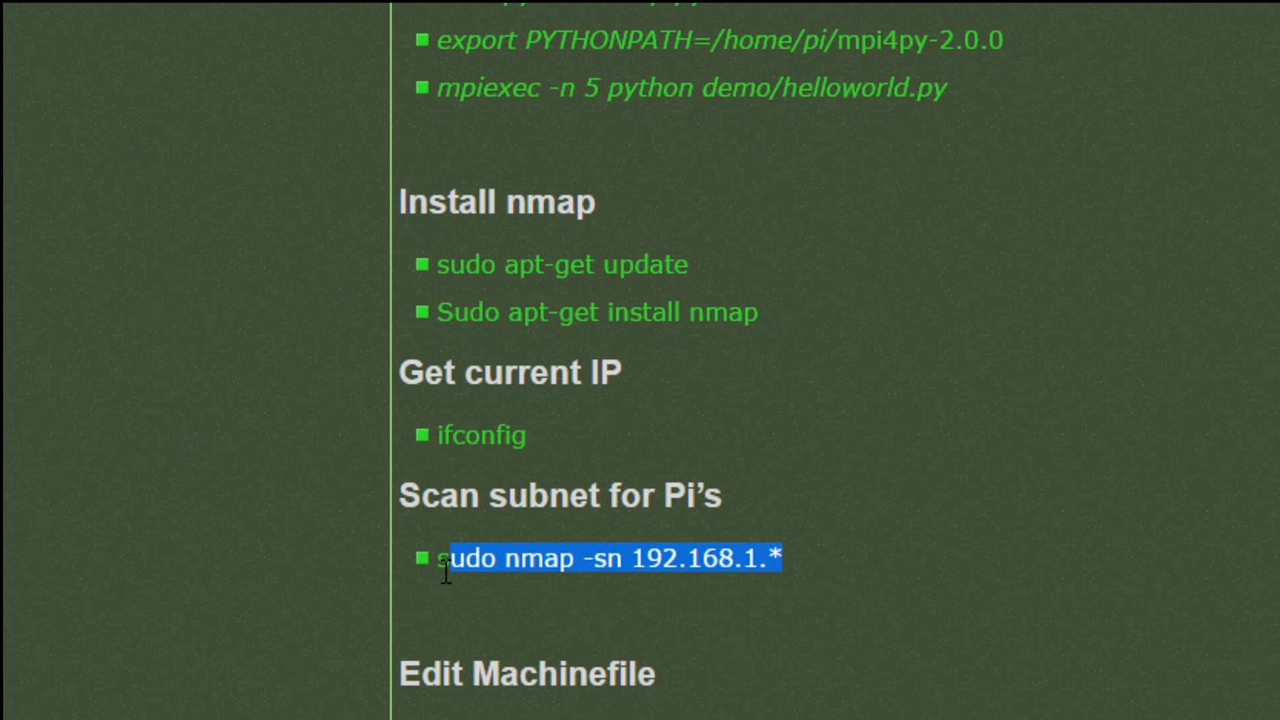 export PYTHONPATH=/home/pi/mpi4py-2.0.0
mpiexec -n 5 python demo/helloworld.py
Install nmap
sudo apt-get update
Sudo apt-get install nmap
Get current IP
ifconfig
Scan subnet for Pi’s
sudo nmap -sn 192.168.1.*
Edit Machinefile